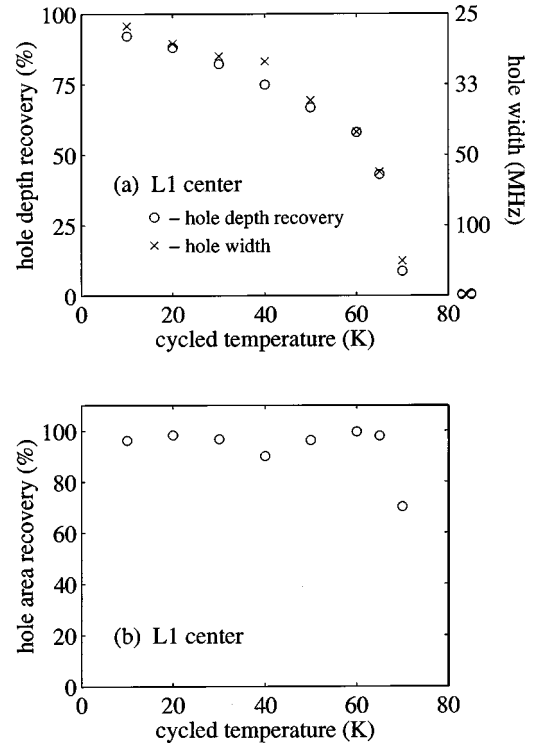 100
75
50
25
0
hole depth recovery (%)
25
33
50
100
∞
hole width (MHz)
(a) L1 center
○ – hole depth recovery
× – hole width
0 20 40 60 80
cycled temperature (K)
100
80
60
40
20
0
hole area recovery (%)
(b) L1 center
0 20 40 60 80
cycled temperature (K)